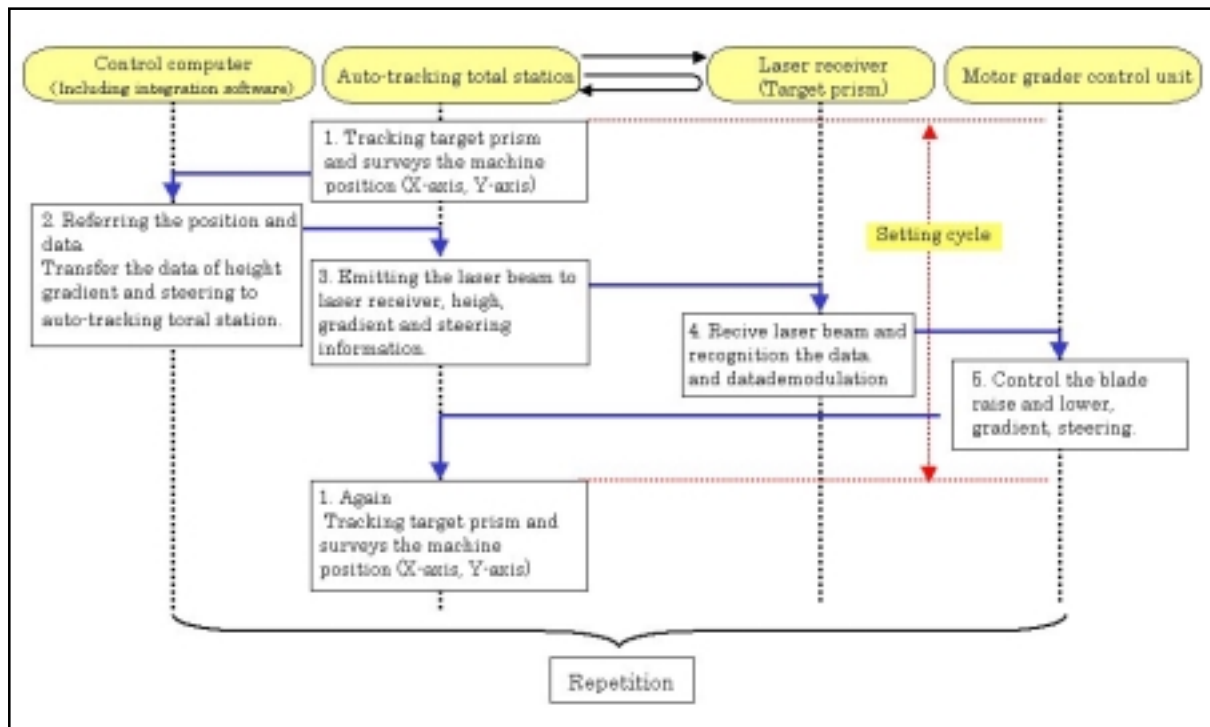 Control computer
(Including integration software)
Auto-tracking total station
Laser receiver
(Target prism)
Motor grader control unit
1. Tracking target prism
and surveys the machine
position (X-axis, Y-axis)
2. Referring the position and
data.
Transfer the data of height
gradient and steering to
auto-tracking toral station.
Setting cycle
3. Emitting the laser beam to
laser receiver, heigh,
gradient and steering
information.
4. Recive laser beam and
recognition the data.
and datademodulation
5. Control the blade
raise and lower,
gradient, steering.
1. Again
Tracking target prism and
surveys the machine
position (X-axis, Y-axis)
Repetition